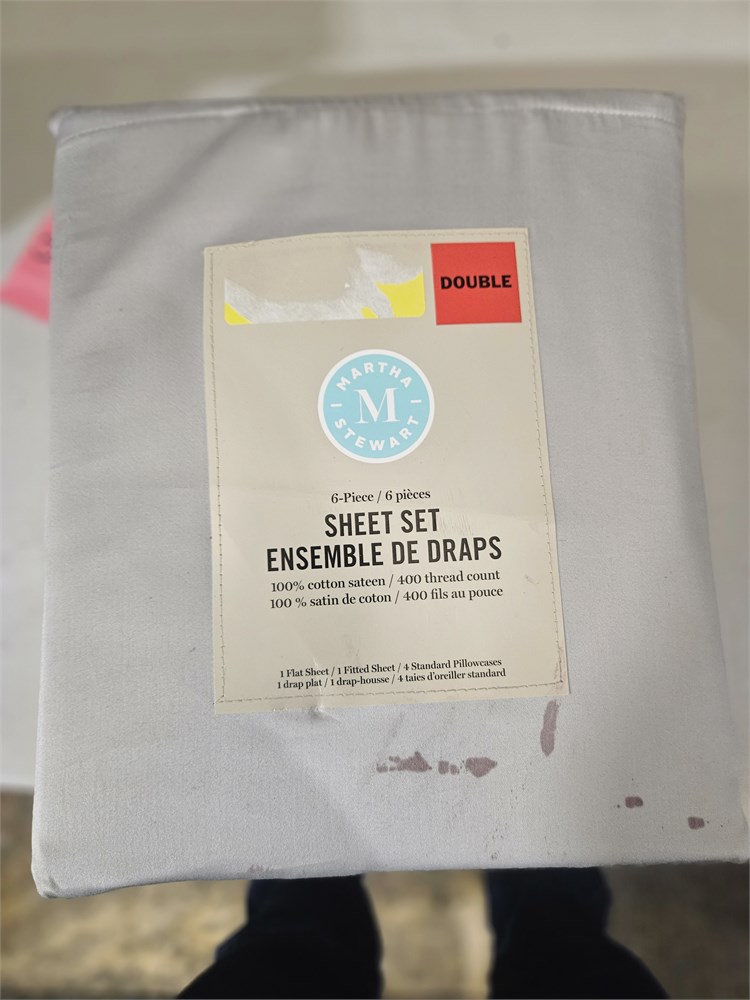 DOUBLE
MARTHA
M
STEWART
6-Piece / 6 pièces
SHEET SET
ENSEMBLE DE DRAPS
100% cotton sateen / 400 thread count
100 % satin de coton / 400 fils au pouce
1 Flat Sheet / 1 Fitted Sheet / 4 Standard Pillowcases
1 drap plat / 1 drap-housse / 4 taies d'oreiller standard